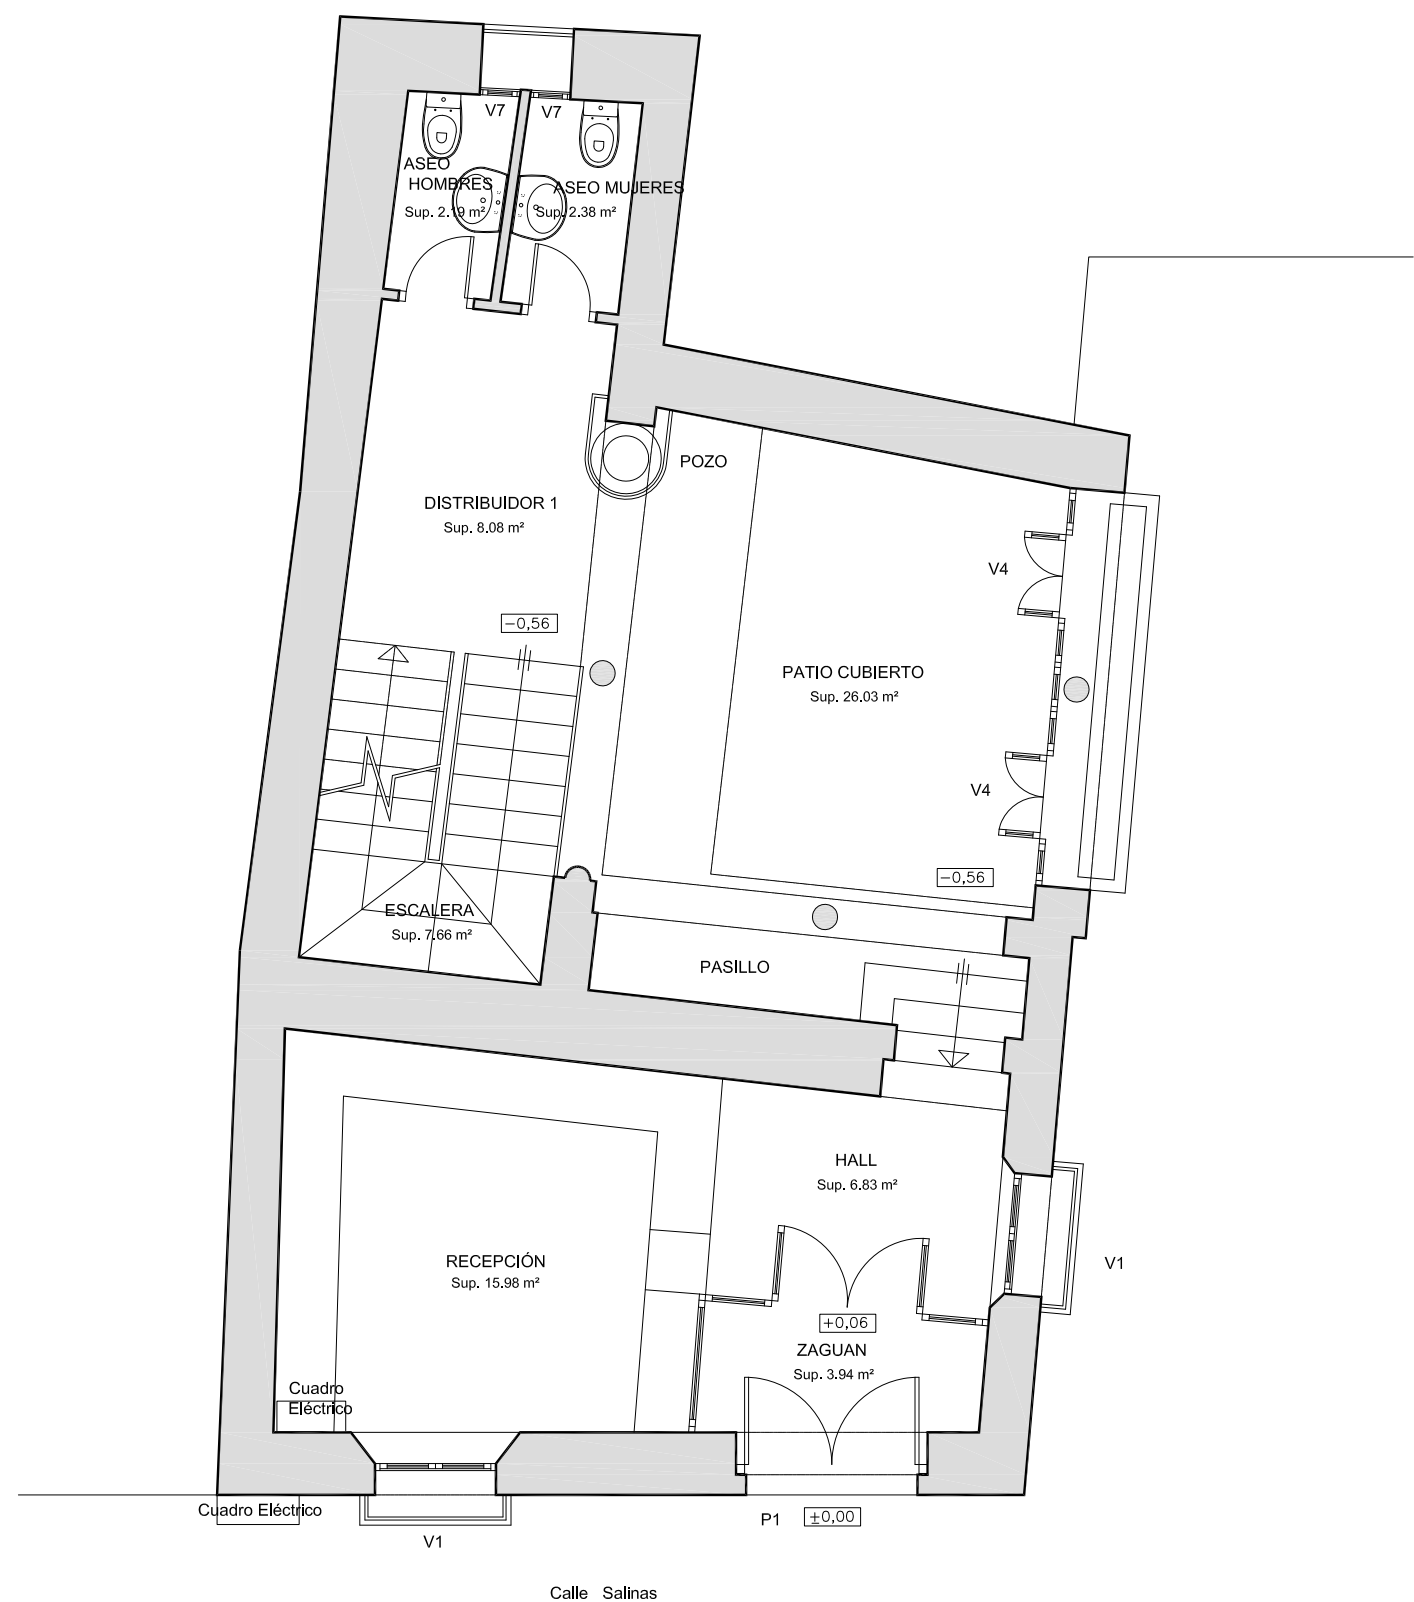 V7 V7
ASEO
HOMBRES
Sup. 2.19 m²
ASEO MUJERES
Sup. 2.38 m²
POZO
DISTRIBUIDOR 1
Sup. 8.08 m²
V4
−0,56
PATIO CUBIERTO
Sup. 26.03 m²
V4
−0,56
ESCALERA
Sup. 7.66 m²
PASILLO
HALL
Sup. 6.83 m²
RECEPCIÓN
Sup. 15.98 m²
V1
+0,06
ZAGUAN
Sup. 3.94 m²
Cuadro
Eléctrico
Cuadro Eléctrico
P1 ±0,00
V1
Calle Salinas